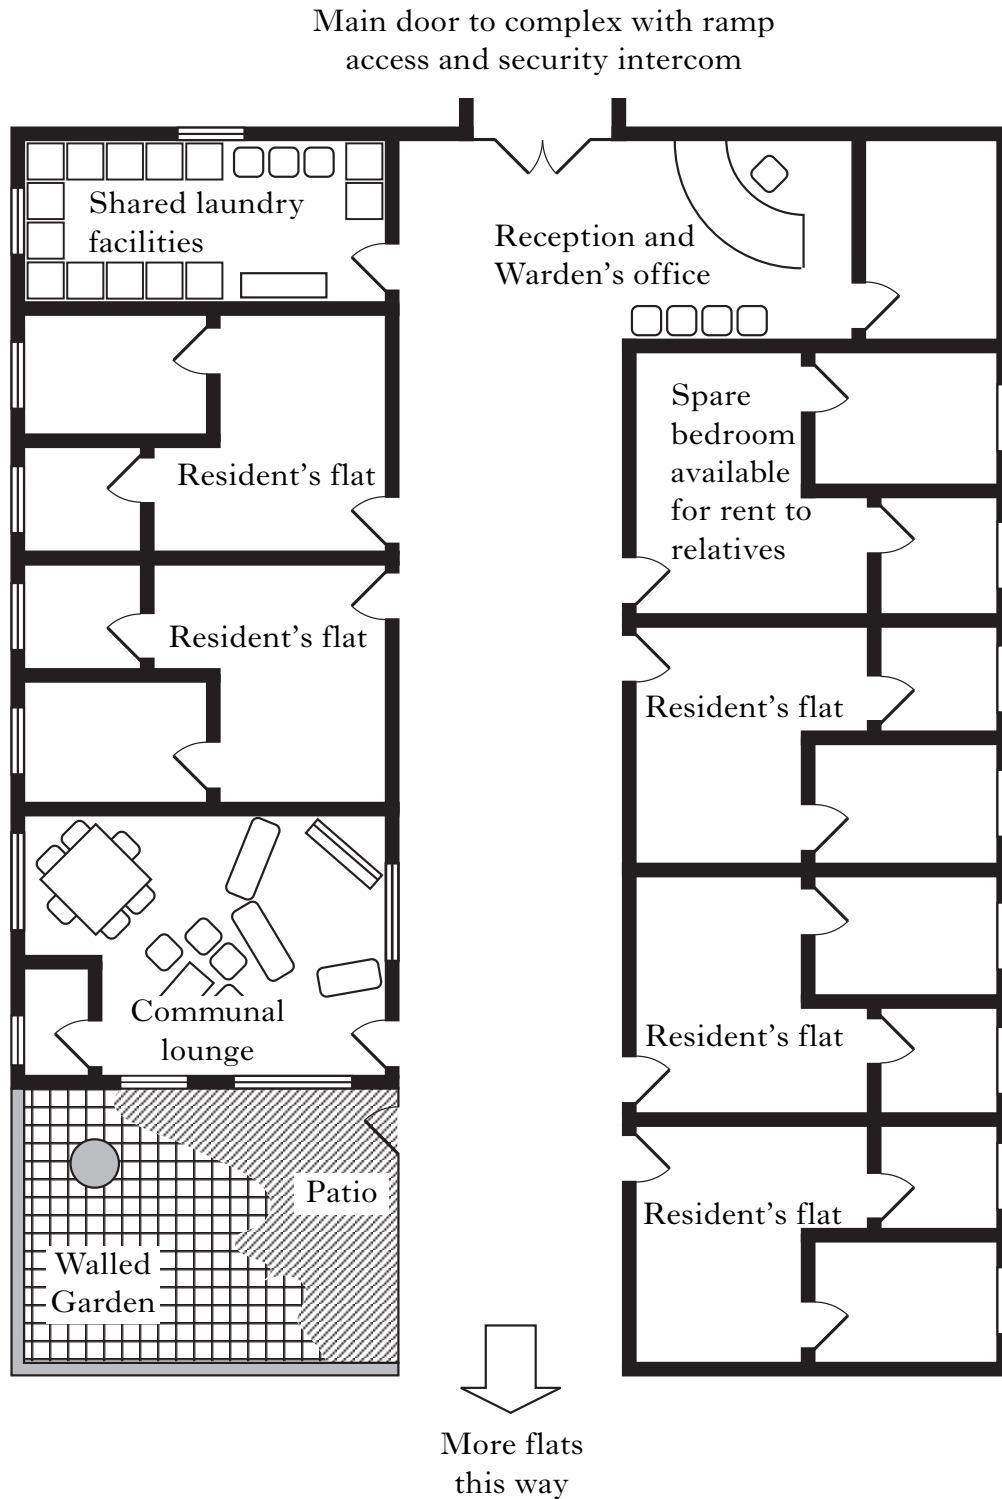 Main door to complex with ramp
access and security intercom
Shared laundry
facilities
Reception and
Warden’s office
Spare
bedroom
available
for rent to
relatives
Resident’s flat
Resident’s flat
Resident’s flat
Communal
lounge
Resident’s flat
Patio
Resident’s flat
Walled
Garden
More flats
this way